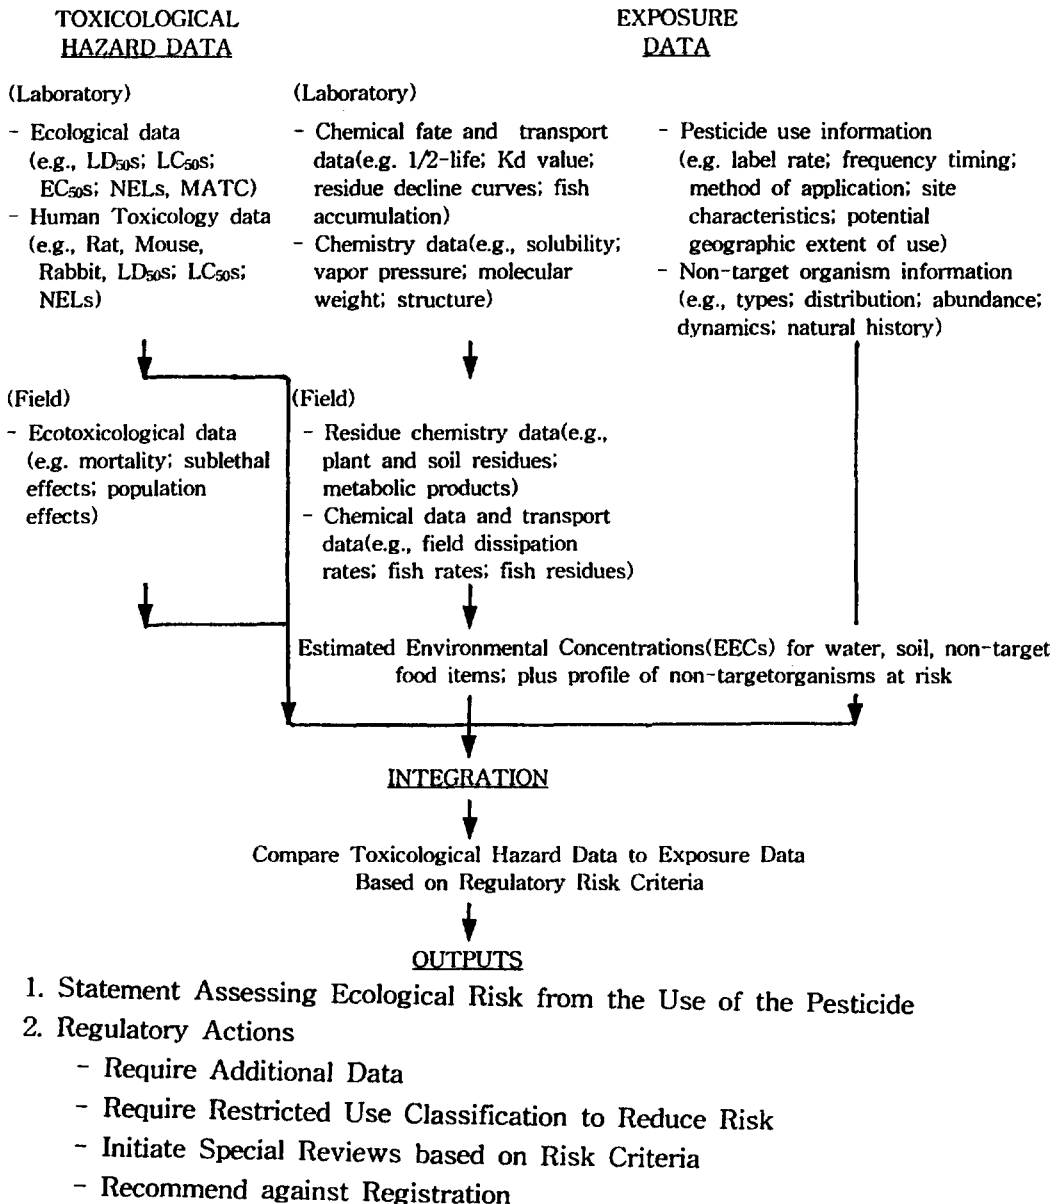 TOXICOLOGICAL
HAZARD DATA
EXPOSURE
DATA
(Laboratory)
- Ecological data
(e.g., LD₅₀s; LC₅₀s;
EC₅₀s; NELs, MATC)
- Human Toxicology data
(e.g., Rat, Mouse,
Rabbit, LD₅₀s; LC₅₀s;
NELs)
(Laboratory)
- Chemical fate and transport
data(e.g. 1/2-life; Kd value;
residue decline curves; fish
accumulation)
- Chemistry data(e.g., solubility;
vapor pressure; molecular
weight; structure)
- Pesticide use information
(e.g. label rate; frequency timing;
method of application; site
characteristics; potential
geographic extent of use)
- Non-target organism information
(e.g., types; distribution; abundance;
dynamics; natural history)
(Field)
- Ecotoxicological data
(e.g. mortality; sublethal
effects; population
effects)
(Field)
- Residue chemistry data(e.g.,
plant and soil residues;
metabolic products)
- Chemical data and transport
data(e.g., field dissipation
rates; fish rates; fish residues)
Estimated Environmental Concentrations(EECs) for water, soil, non-target
food items; plus profile of non-targetorganisms at risk
INTEGRATION
Compare Toxicological Hazard Data to Exposure Data
Based on Regulatory Risk Criteria
OUTPUTS
1. Statement Assessing Ecological Risk from the Use of the Pesticide
2. Regulatory Actions
- Require Additional Data
- Require Restricted Use Classification to Reduce Risk
- Initiate Special Reviews based on Risk Criteria
- Recommend against Registration